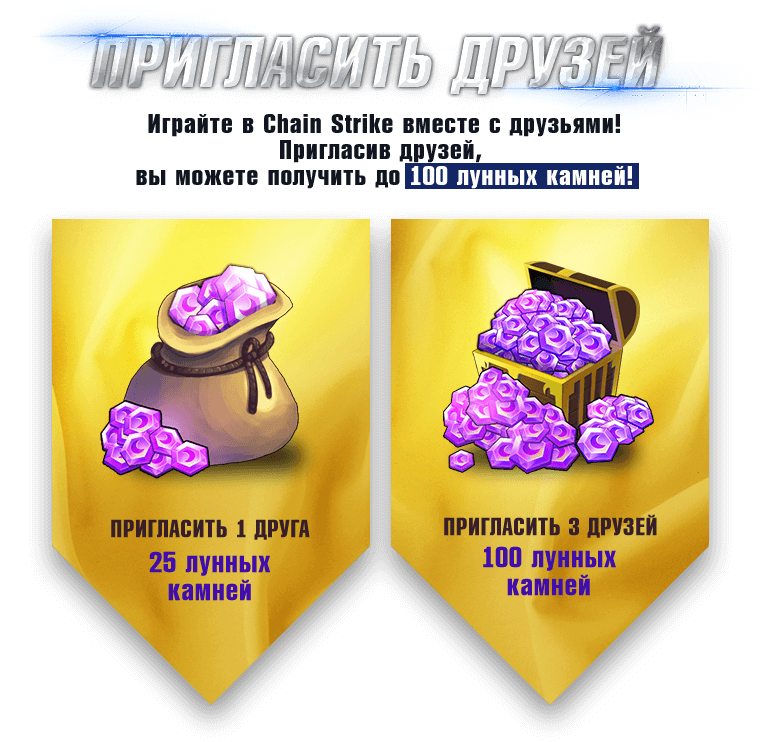 ПРИГЛАСИТЬ ДРУЗЕЙ
Играйте в Chain Strike вместе с друзьями!
Пригласив друзей,
вы можете получить до 100 лунных камней!
ПРИГЛАСИТЬ 1 ДРУГА
25 лунных
камней
ПРИГЛАСИТЬ 3 ДРУЗЕЙ
100 лунных
камней